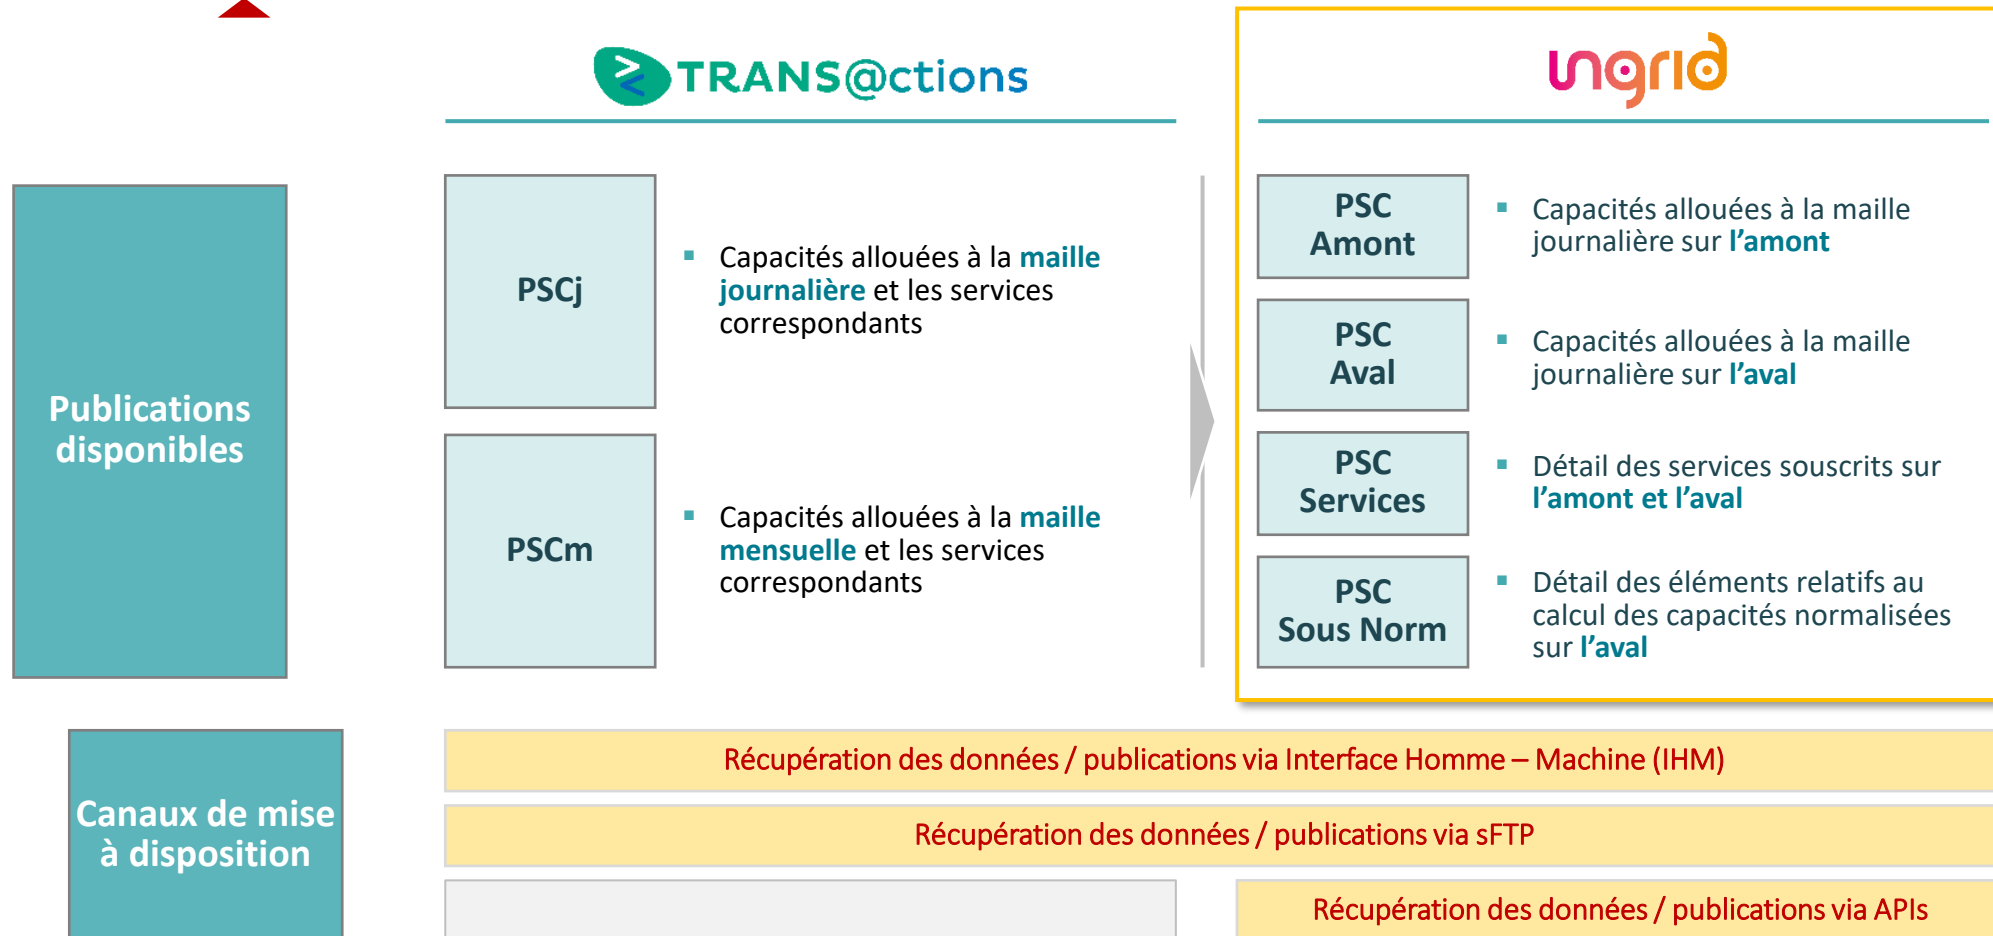 TRANS@ctions
ingrid
Publications
disponibles
PSCj
▪ Capacités allouées à la maille
journalière et les services
correspondants
PSCm
▪ Capacités allouées à la maille
mensuelle et les services
correspondants
PSC
Amont
▪ Capacités allouées à la maille
journalière sur l’amont
PSC
Aval
▪ Capacités allouées à la maille
journalière sur l’aval
PSC
Services
▪ Détail des services souscrits sur
l’amont et l’aval
PSC
Sous Norm
▪ Détail des éléments relatifs au
calcul des capacités normalisées
sur l’aval
Canaux de mise
à disposition
Récupération des données / publications via Interface Homme – Machine (IHM)
Récupération des données / publications via sFTP
Récupération des données / publications via APIs